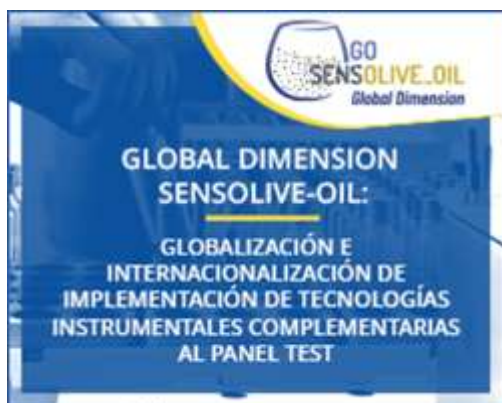 GO
SENSOLIVE_OIL
Global Dimension
GLOBAL DIMENSION
SENSOLIVE-OIL:
GLOBALIZACIÓN E
INTERNACIONALIZACIÓN DE
IMPLEMENTACIÓN DE TECNOLOGÍAS
INSTRUMENTALES COMPLEMENTARIAS
AL PANEL TEST